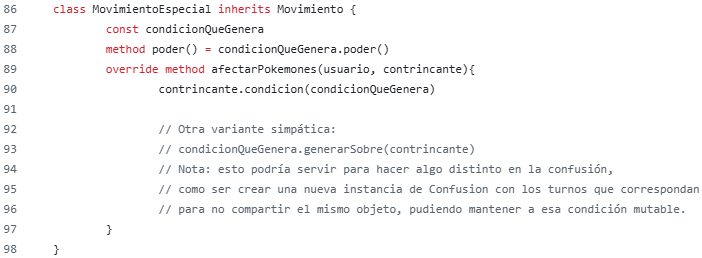 86 class MovimientoEspecial inherits Movimiento {
87 const condicionQueGenera
88 method poder() = condicionQueGenera.poder()
89 override method afectarPokemones(usuario, contrincante){
90 contrincante.condicion(condicionQueGenera)
91
92 // Otra variante simpática:
93 // condicionQueGenera.generarSobre(contrincante)
94 // Nota: esto podría servir para hacer algo distinto en la confusión,
95 // como ser crear una nueva instancia de Confusion con los turnos que correspondan
96 // para no compartir el mismo objeto, pudiendo mantener a esa condición mutable.
97 }
98 }